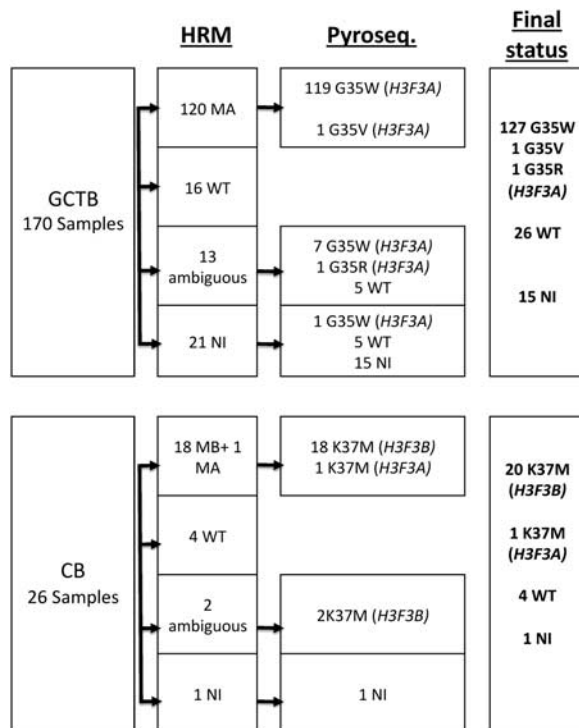 HRM
Pyroseq.
Final
status
GCTB
170 Samples
120 MA
16 WT
13
ambiguous
21 NI
119 G35W (H3F3A)
1 G35V (H3F3A)
7 G35W (H3F3A)
1 G35R (H3F3A)
5 WT
1 G35W (H3F3A)
5 WT
15 NI
127 G35W
1 G35V
1 G35R
(H3F3A)
26 WT
15 NI
CB
26 Samples
18 MB+ 1
MA
4 WT
2
ambiguous
1 NI
18 K37M (H3F3B)
1 K37M (H3F3A)
2K37M (H3F3B)
1 NI
20 K37M
(H3F3B)
1 K37M
(H3F3A)
4 WT
1 NI